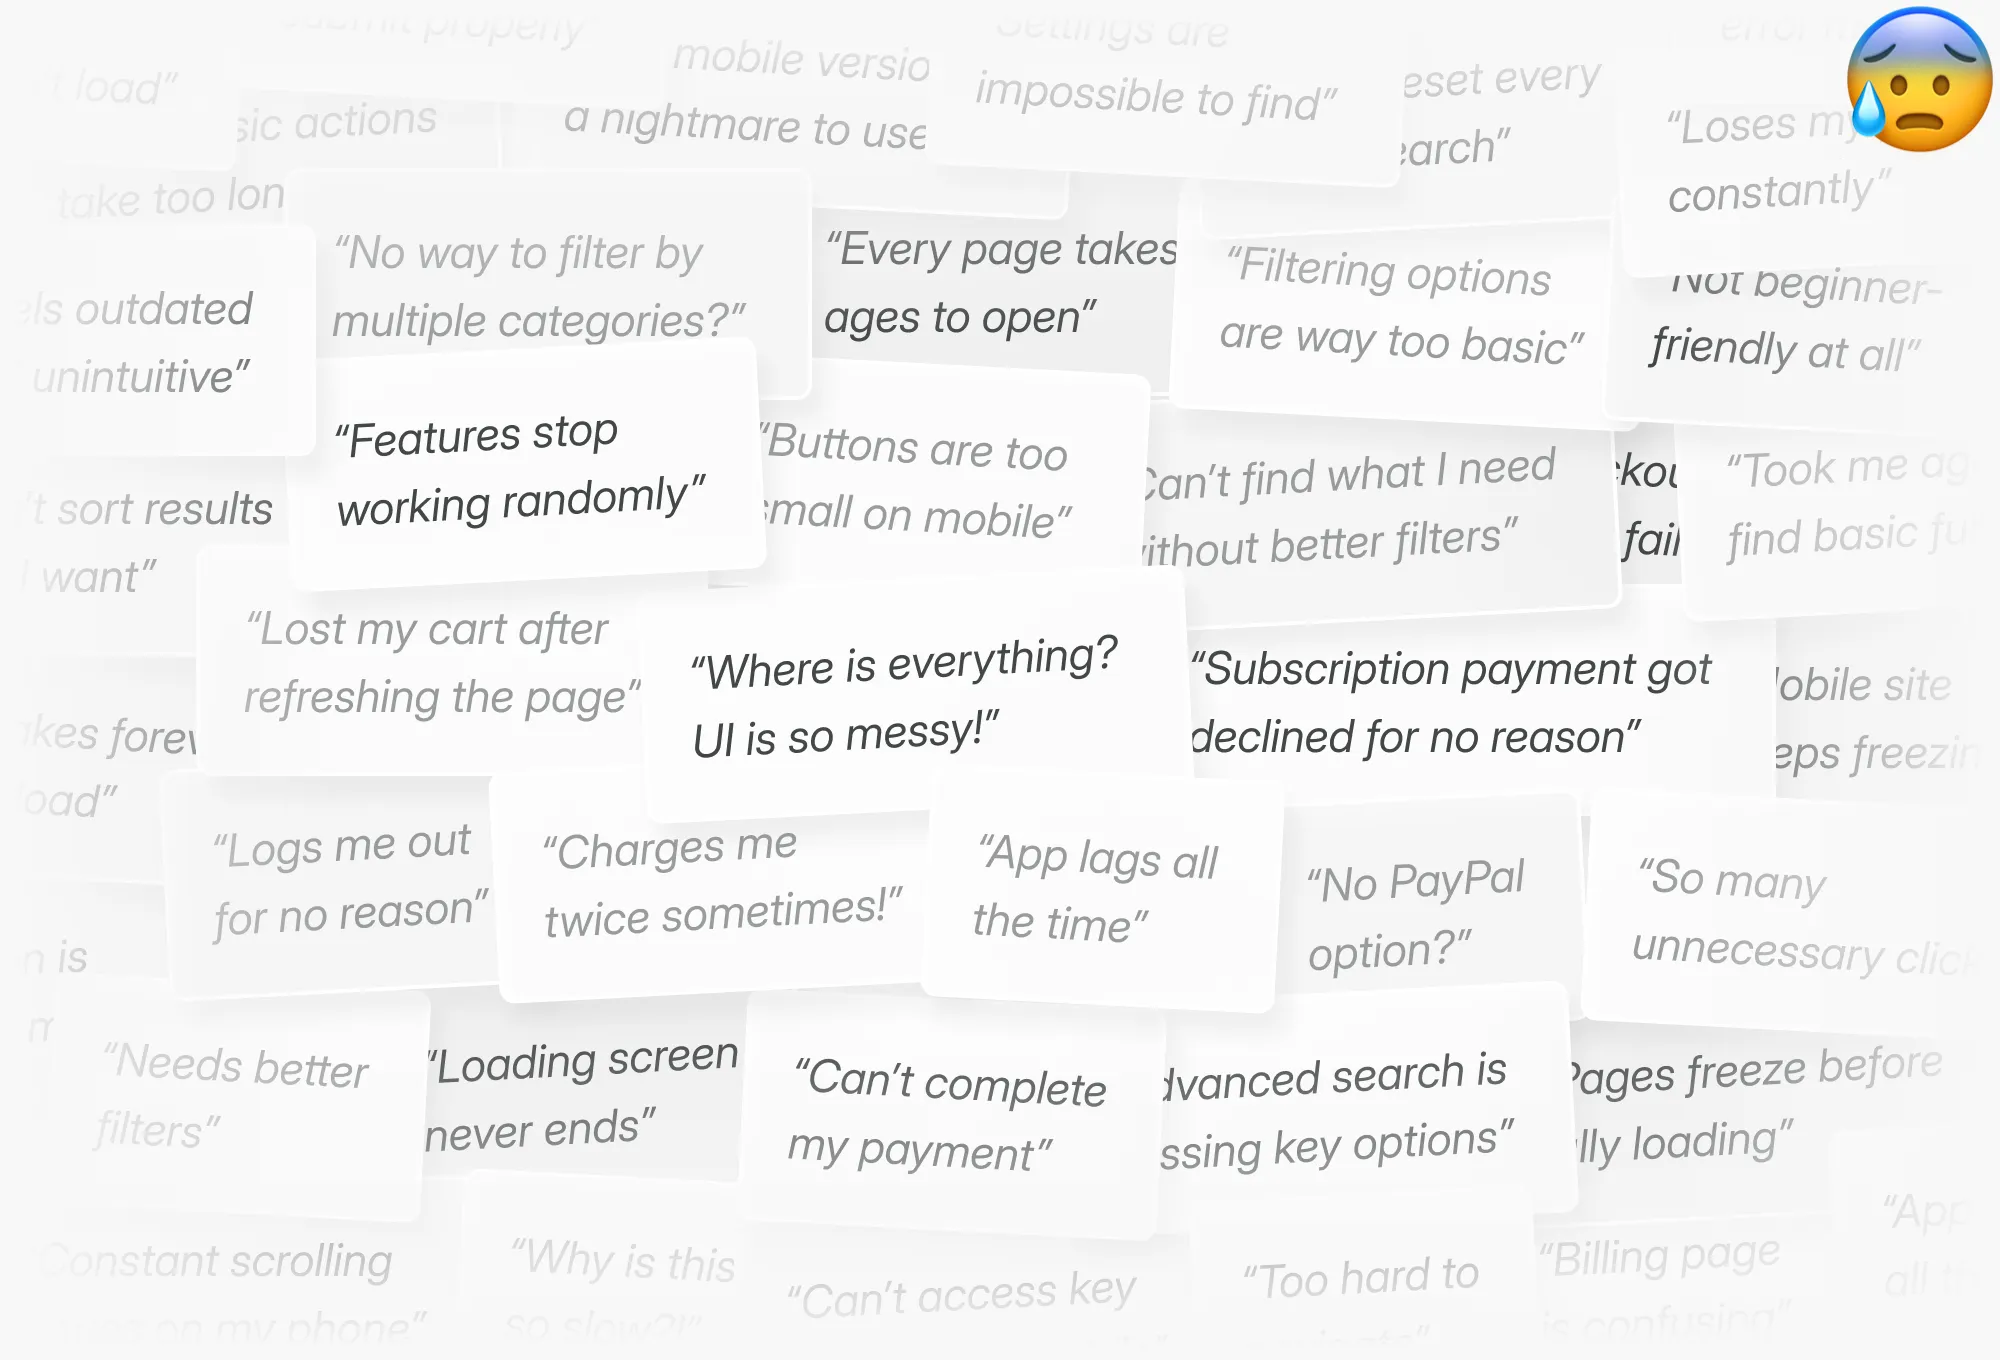 submit properly
load”
sic actions
take too lon
mobile versio
a nightmare to use
Settings are
impossible to find”
eset every
earch”
error
“Loses my
constantly”
els outdated
unintuitive”
“No way to filter by
multiple categories?”
“Every page takes
ages to open”
“Filtering options
are way too basic”
“Not beginner-
friendly at all”
“Features stop
working randomly”
“Buttons are too
small on mobile”
Can’t find what I need
without better filters”
ckou
fail
“Took me ag
find basic fu
’t sort results
I want”
“Lost my cart after
refreshing the page”
“Where is everything?
UI is so messy!”
“Subscription payment got
declined for no reason”
obile site
eps freezin
akes forev
oad”
“Logs me out
for no reason”
“Charges me
twice sometimes!”
“App lags all
the time”
“No PayPal
option?”
“So many
unnecessary click
n is
m
“Needs better
filters”
“Loading screen
never ends”
“Can’t complete
my payment”
dvanced search is
ssing key options”
Pages freeze before
lly loading”
Constant scrolling
on my phone”
“Why is this
so slow?!”
“Can’t access key
“Too hard to
“Billing page
is confusing”
“App
all th